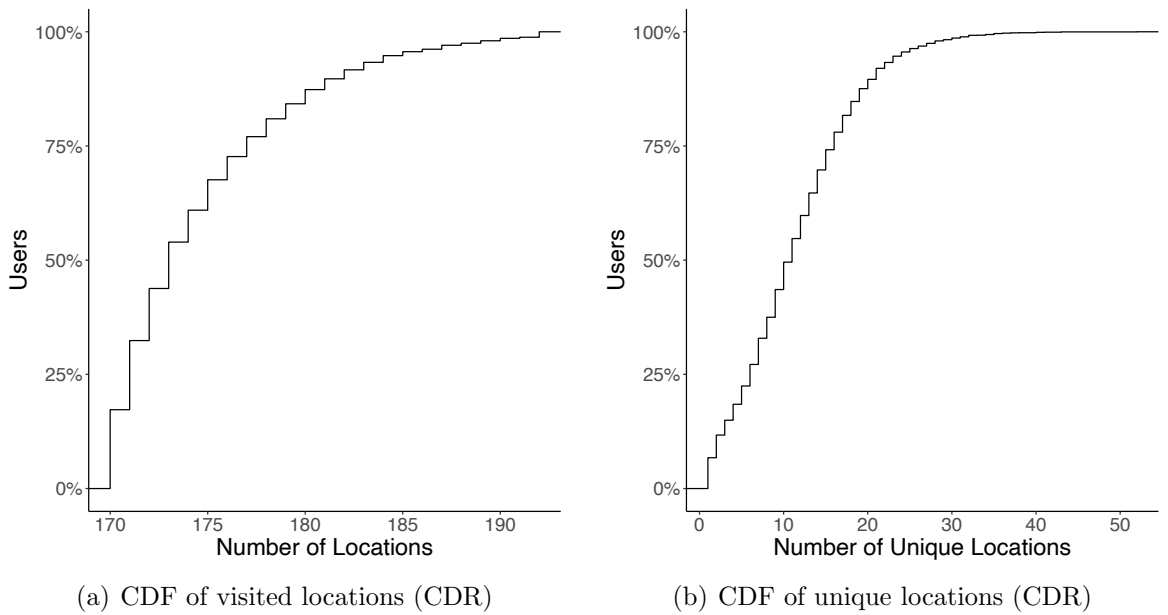 100%
75%
50%
25%
0%
Users
170 175 180 185 190
Number of Locations
(a) CDF of visited locations (CDR)
100%
75%
50%
25%
0%
Users
0 10 20 30 40 50
Number of Unique Locations
(b) CDF of unique locations (CDR)